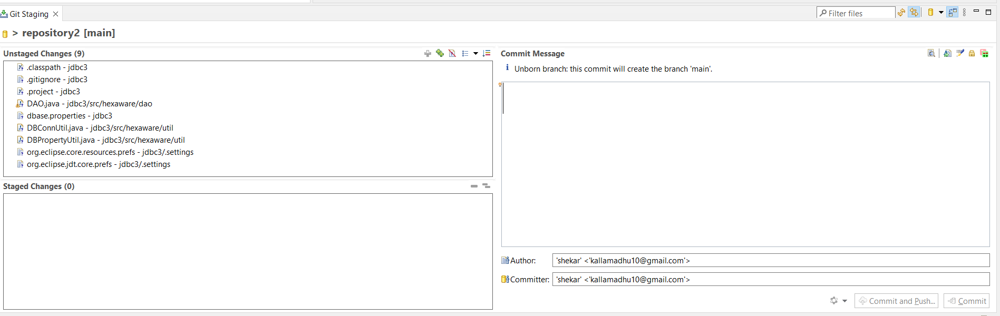 Git Staging
Filter files
> repository2 [main]
Unstaged Changes (9)
.classpath - jdbc3
.gitignore - jdbc3
.project - jdbc3
DAO.java - jdbc3/src/hexaware/dao
dbase.properties - jdbc3
DBConnUtil.java - jdbc3/src/hexaware/util
DBPropertyUtil.java - jdbc3/src/hexaware/util
org.eclipse.core.resources.prefs - jdbc3/.settings
org.eclipse.jdt.core.prefs - jdbc3/.settings
Staged Changes (0)
Commit Message
Unborn branch: this commit will create the branch 'main'.
Author: 'shekar' <'kallamadhu10@gmail.com'>
Committer: 'shekar' <'kallamadhu10@gmail.com'>
Commit and Push...
Commit